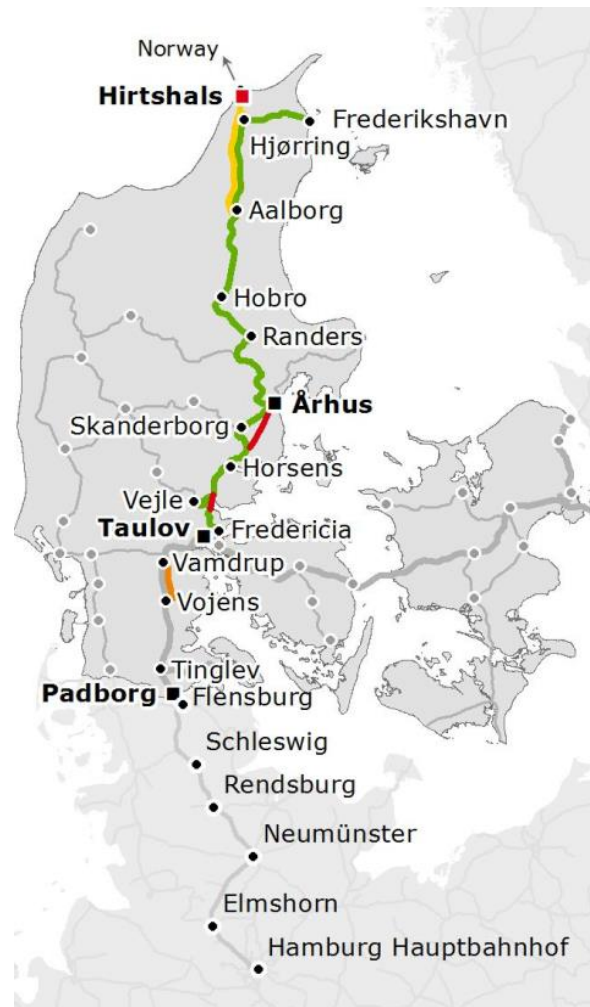 Norway
Hirtshals
Frederikshavn
Hjørring
Aalborg
Hobro
Randers
Århus
Skanderborg
Horsens
Vejle
Taulov
Fredericia
Vamdrup
Vojens
Tinglev
Padborg
Flensburg
Schleswig
Rendsburg
Neumünster
Elmshorn
Hamburg Hauptbahnhof